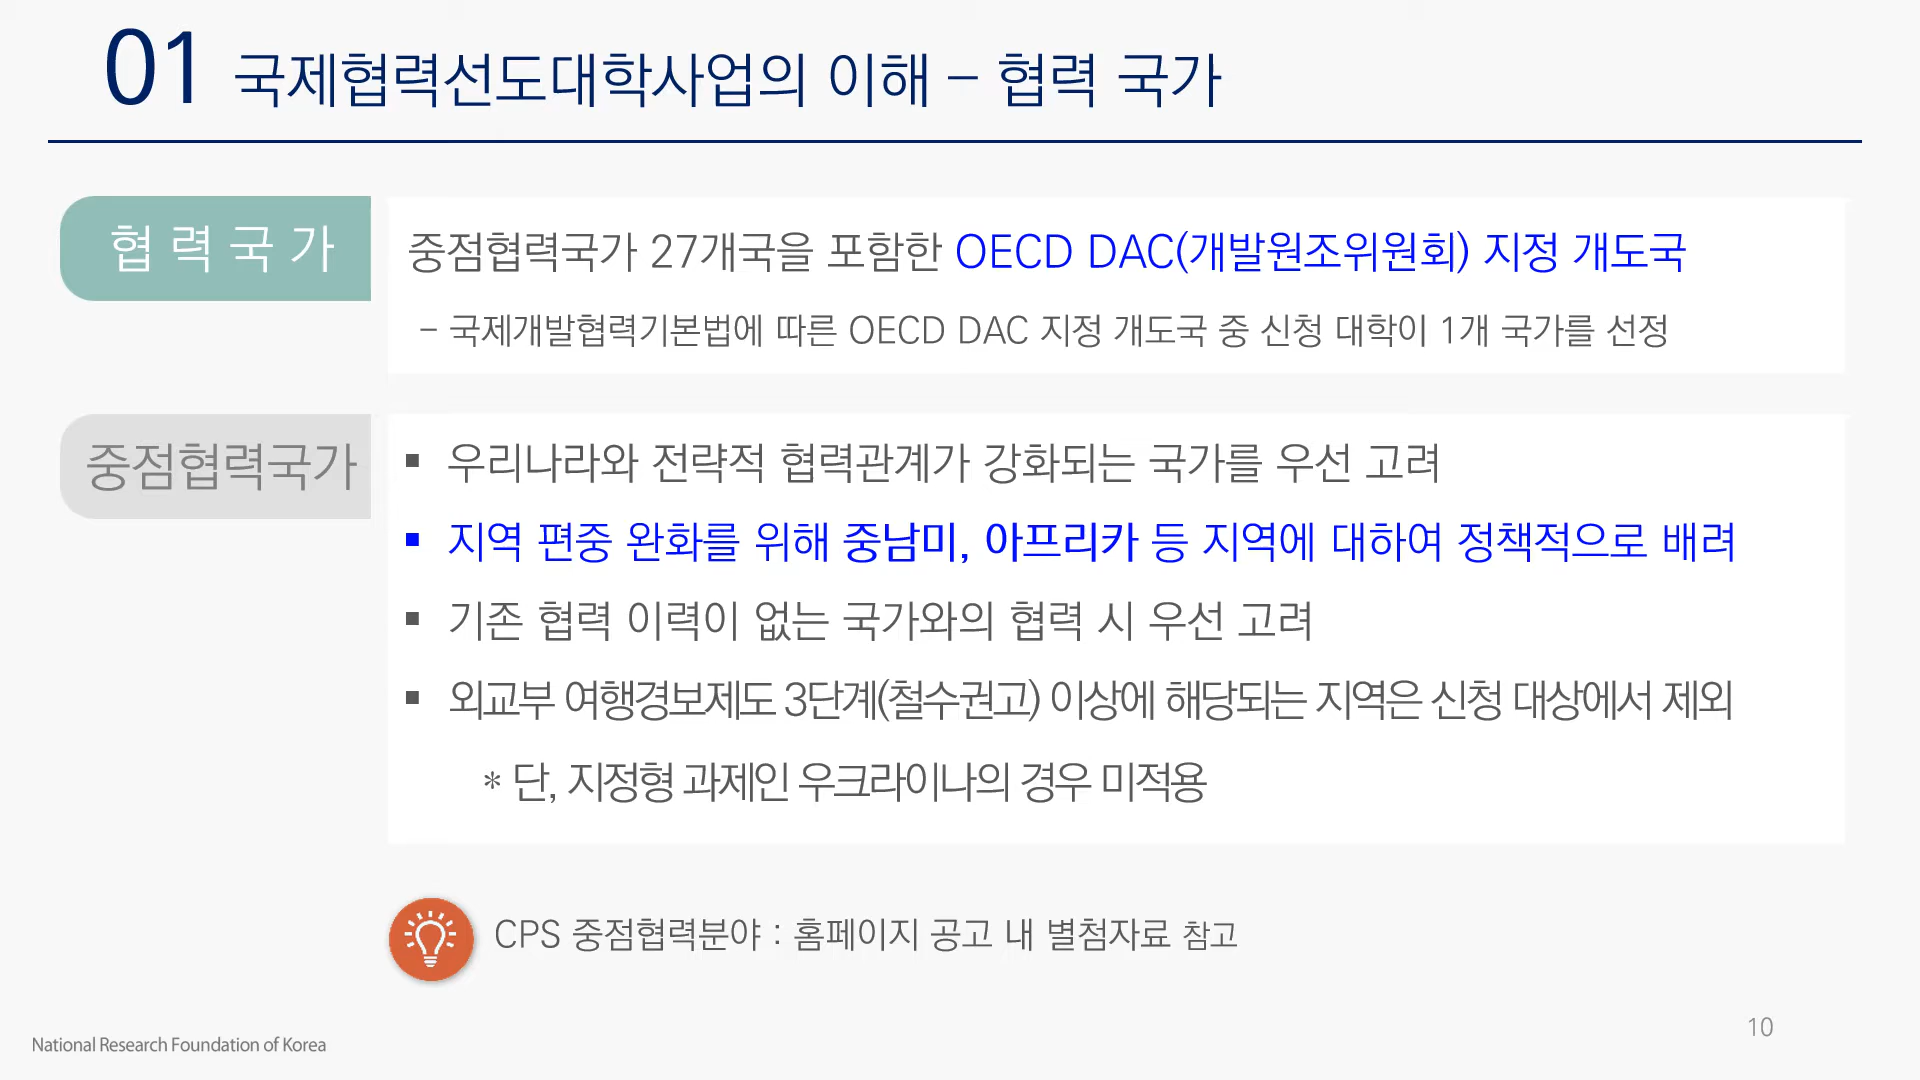 01 국제협력선도대학사업의 이해 – 협력 국가
협 력 국 가
중점협력국가 27개국을 포함한 OECD DAC(개발원조위원회) 지정 개도국
– 국제개발협력기본법에 따른 OECD DAC 지정 개도국 중 신청 대학이 1개 국가를 선정
중점협력국가
▪ 우리나라와 전략적 협력관계가 강화되는 국가를 우선 고려
▪ 지역 편중 완화를 위해 중남미, 아프리카 등 지역에 대하여 정책적으로 배려
▪ 기존 협력 이력이 없는 국가와의 협력 시 우선 고려
▪ 외교부 여행경보제도 3단계(철수권고) 이상에 해당되는 지역은 신청 대상에서 제외
* 단, 지정형 과제인 우크라이나의 경우 미적용
CPS 중점협력분야 : 홈페이지 공고 내 별첨자료 참고
National Research Foundation of Korea
10